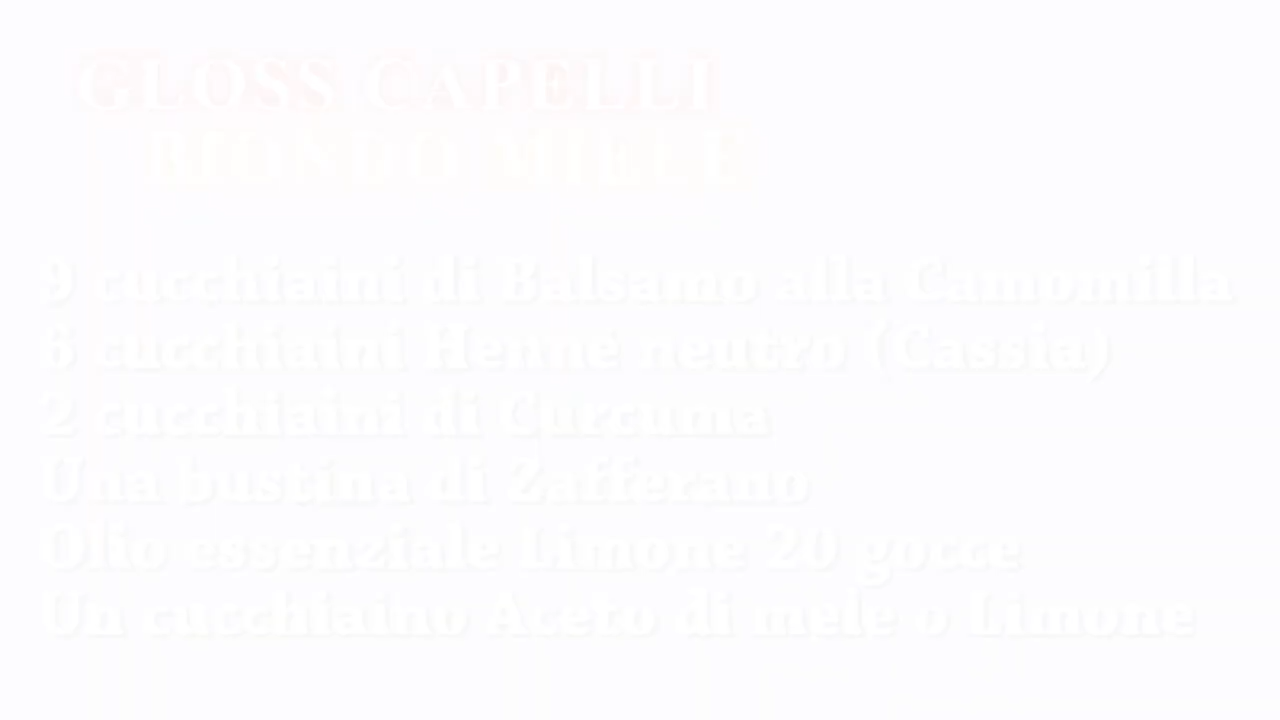 GLOSS CAPELLI
BIONDO MIELE
9 cucchiaini di Balsamo alla Camomilla
6 cucchiaini Hennè neutro (Cassia)
2 cucchiaini di Curcuma
Una bustina di Zafferano
Olio essenziale Limone 20 gocce
Un cucchiaino Aceto di mele o Limone